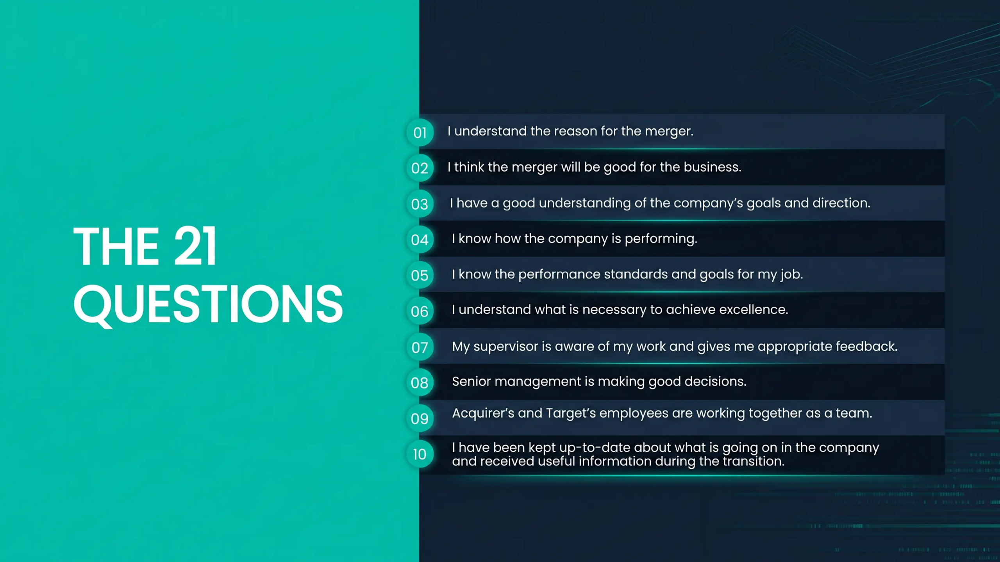 THE 21
QUESTIONS
01
I understand the reason for the merger.
02
I think the merger will be good for the business.
03
I have a good understanding of the company’s goals and direction.
04
I know how the company is performing.
05
I know the performance standards and goals for my job.
06
I understand what is necessary to achieve excellence.
07
My supervisor is aware of my work and gives me appropriate feedback.
08
Senior management is making good decisions.
09
Acquirer’s and Target’s employees are working together as a team.
10
I have been kept up-to-date about what is going on in the company
and received useful information during the transition.